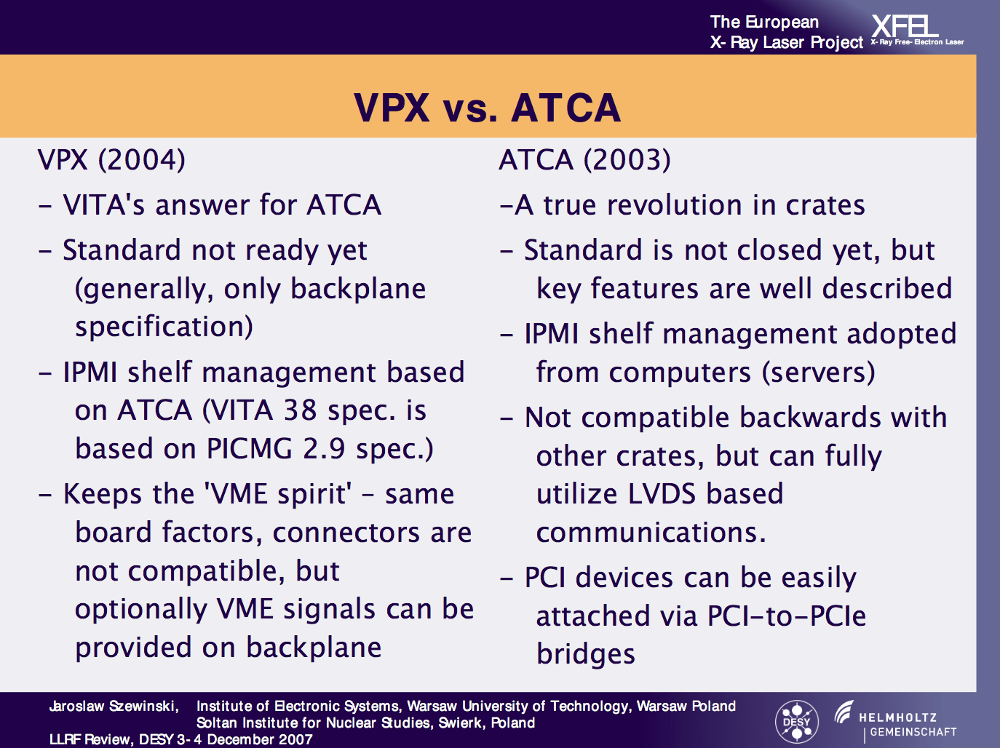 The European
X- Ray Laser Project
XFEL
X- Ray Free- Electron Laser
VPX vs. ATCA
VPX (2004)
– VITA's answer for ATCA
– Standard not ready yet
(generally, only backplane
specification)
– IPMI shelf management based
on ATCA (VITA 38 spec. is
based on PICMG 2.9 spec.)
– Keeps the 'VME spirit' – same
board factors, connectors are
not compatible, but
optionally VME signals can be
provided on backplane
ATCA (2003)
–A true revolution in crates
– Standard is not closed yet, but
key features are well described
– IPMI shelf management adopted
from computers (servers)
– Not compatible backwards with
other crates, but can fully
utilize LVDS based
communications.
– PCI devices can be easily
attached via PCI–to–PCIe
bridges
Jaroslaw Szewinski, Institute of Electronic Systems, Warsaw University of Technology, Warsaw Poland
Soltan Institute for Nuclear Studies, Swierk, Poland
LLRF Review, DESY 3- 4 December 2007
DESY
HELMHOLTZ
GEMEINSCHAFT